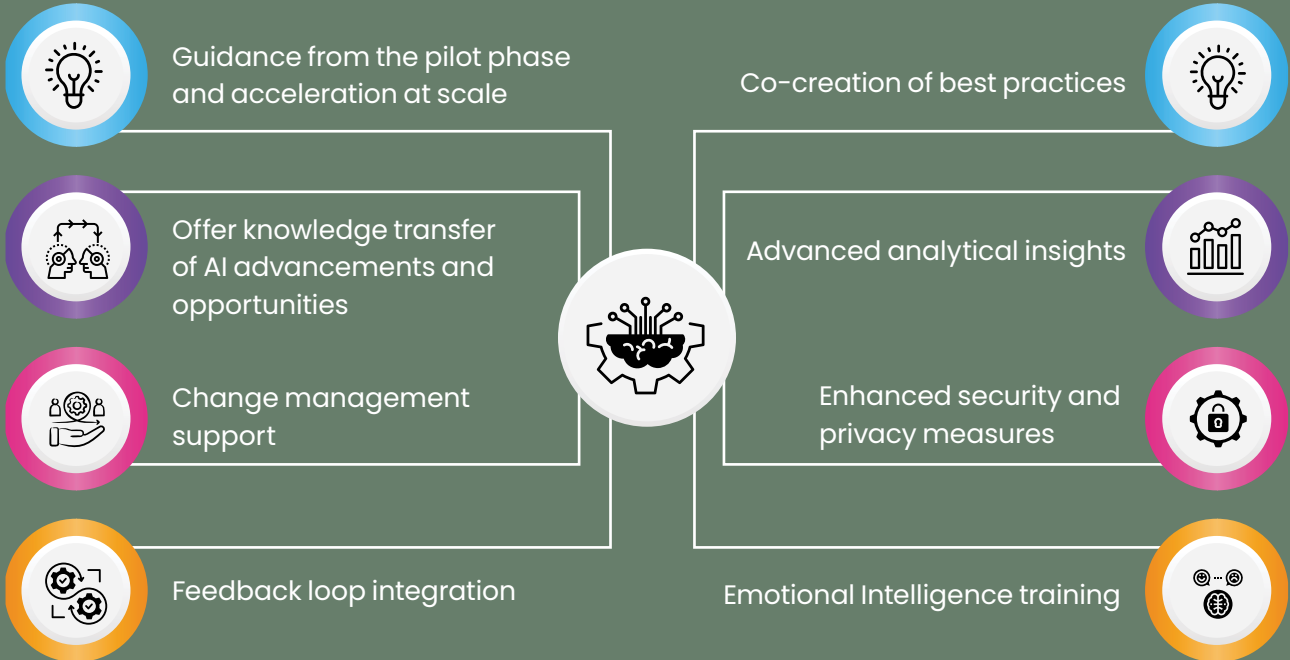 Guidance from the pilot phase
and acceleration at scale
Offer knowledge transfer
of AI advancements and
opportunities
Change management
support
Feedback loop integration
Co-creation of best practices
Advanced analytical insights
Enhanced security and
privacy measures
Emotional Intelligence training